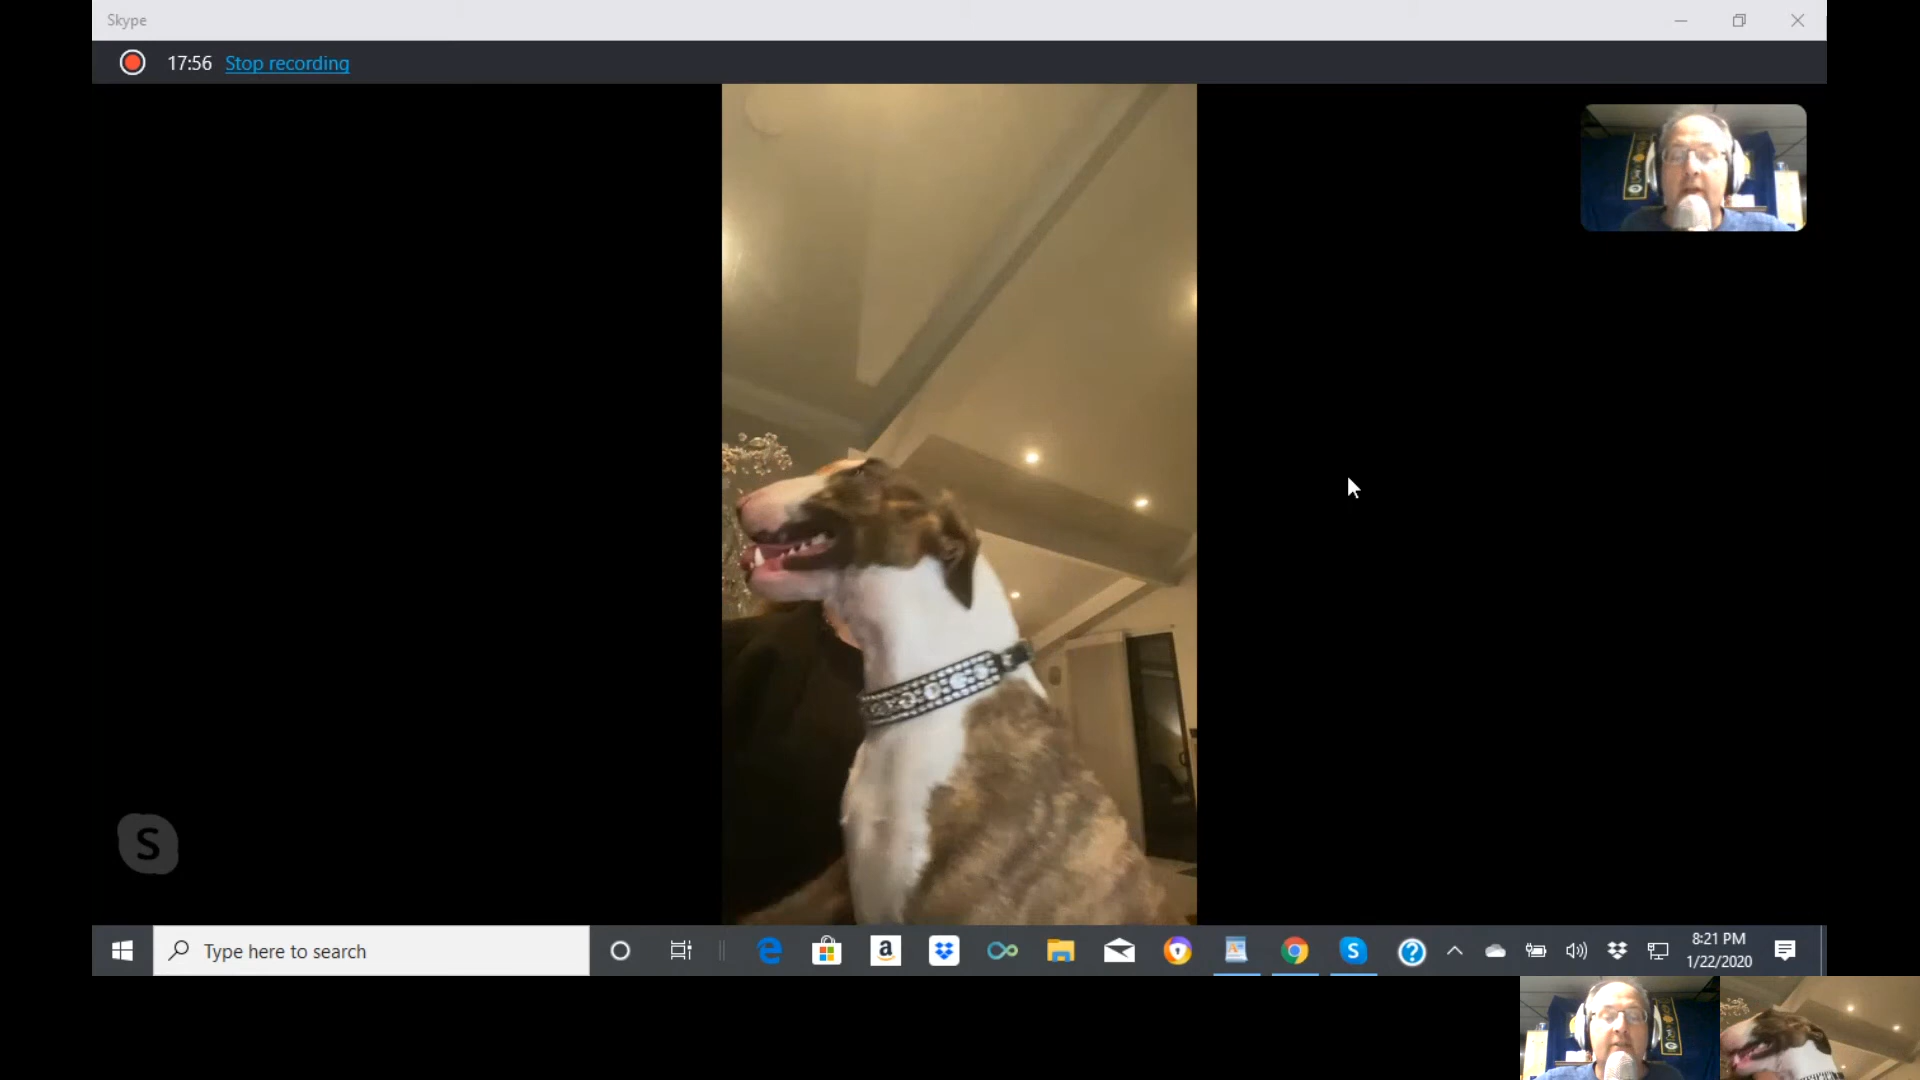 Skype
17:56 Stop recording
S
Type here to search
a
S
?
8:21 PM
1/22/2020